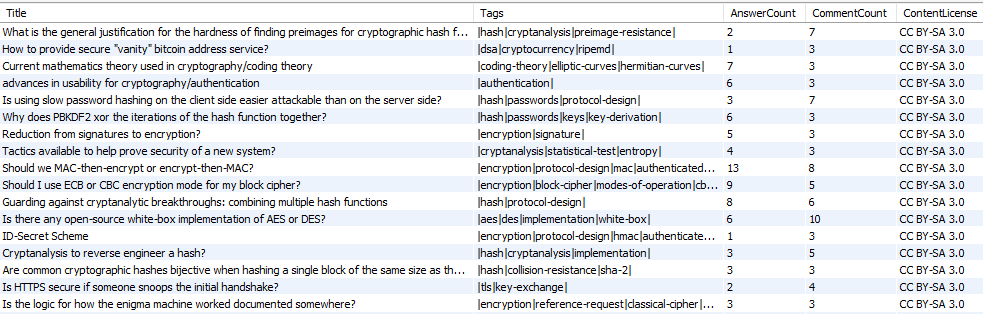 Title Tags AnswerCount CommentCount ContentLicense
What is the general justification for the hardness of finding preimages for cryptographic hash f... |hash|cryptanalysis|preimage-resistance| 2 7 CC BY-SA 3.0
How to provide secure "vanity" bitcoin address service? |dsa|cryptocurrency|ripemd| 1 3 CC BY-SA 3.0
Current mathematics theory used in cryptography/coding theory |coding-theory|elliptic-curves|hermitian-curves| 7 3 CC BY-SA 3.0
advances in usability for cryptography/authentication |authentication| 6 3 CC BY-SA 3.0
Is using slow password hashing on the client side easier attackable than on the server side? |hash|passwords|protocol-design| 3 7 CC BY-SA 3.0
Why does PBKDF2 xor the iterations of the hash function together? |hash|passwords|keys|key-derivation| 6 3 CC BY-SA 3.0
Reduction from signatures to encryption? |encryption|signature| 5 3 CC BY-SA 3.0
Tactics available to help prove security of a new system? |cryptanalysis|statistical-test|entropy| 4 3 CC BY-SA 3.0
Should we MAC-then-encrypt or encrypt-then-MAC? |encryption|protocol-design|mac|authenticated... 13 8 CC BY-SA 3.0
Should I use ECB or CBC encryption mode for my block cipher? |encryption|block-cipher|modes-of-operation|cb... 9 5 CC BY-SA 3.0
Guarding against cryptanalytic breakthroughs: combining multiple hash functions |hash|protocol-design| 8 6 CC BY-SA 3.0
Is there any open-source white-box implementation of AES or DES? |aes|des|implementation|white-box| 6 10 CC BY-SA 3.0
ID-Secret Scheme |encryption|protocol-design|hmac|authenticate... 1 3 CC BY-SA 3.0
Cryptanalysis to reverse engineer a hash? |hash|cryptanalysis|implementation| 3 5 CC BY-SA 3.0
Are common cryptographic hashes bijective when hashing a single block of the same size as th... |hash|collision-resistance|sha-2| 3 3 CC BY-SA 3.0
Is HTTPS secure if someone snoops the initial handshake? |tls|key-exchange| 2 4 CC BY-SA 3.0
Is the logic for how the enigma machine worked documented somewhere? |encryption|reference-request|classical-cipher|... 3 3 CC BY-SA 3.0